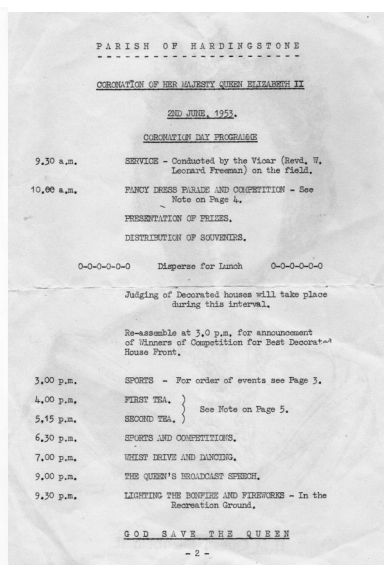 PARISH OF HARDINGSTONE
CORONATION OF HER MAJESTY QUEEN ELIZABETH II
2ND JUNE, 1953.
CORONATION DAY PROGRAMME
9.30 a.m. SERVICE - Conducted by the Vicar (Revd. W.
Leonard Freeman) on the field.
10.00 a.m. FANCY DRESS PARADE AND COMPETITION - See
Note on Page 4.
PRESENTATION OF PRIZES.
DISTRIBUTION OF SOUVENIRS.
0-0-0-0-0-0 Disperse for Lunch 0-0-0-0-0-0
Judging of Decorated houses will take place
during this interval.
Re-assemble at 3.0 p.m. for announcement
of Winners of Competition for Best Decorated
House Front.
3.00 p.m. SPORTS - For order of events see Page 3.
4.00 p.m. FIRST TEA. )
) See Note on Page 5.
5.15 p.m. SECOND TEA. )
6.30 p.m. SPORTS AND COMPETITIONS.
7.00 p.m. WHIST DRIVE AND DANCING.
9.00 p.m. THE QUEEN'S BROADCAST SPEECH.
9.30 p.m. LIGHTING THE BONFIRE AND FIREWORKS - In the
Recreation Ground.
GOD SAVE THE QUEEN
- 2 -